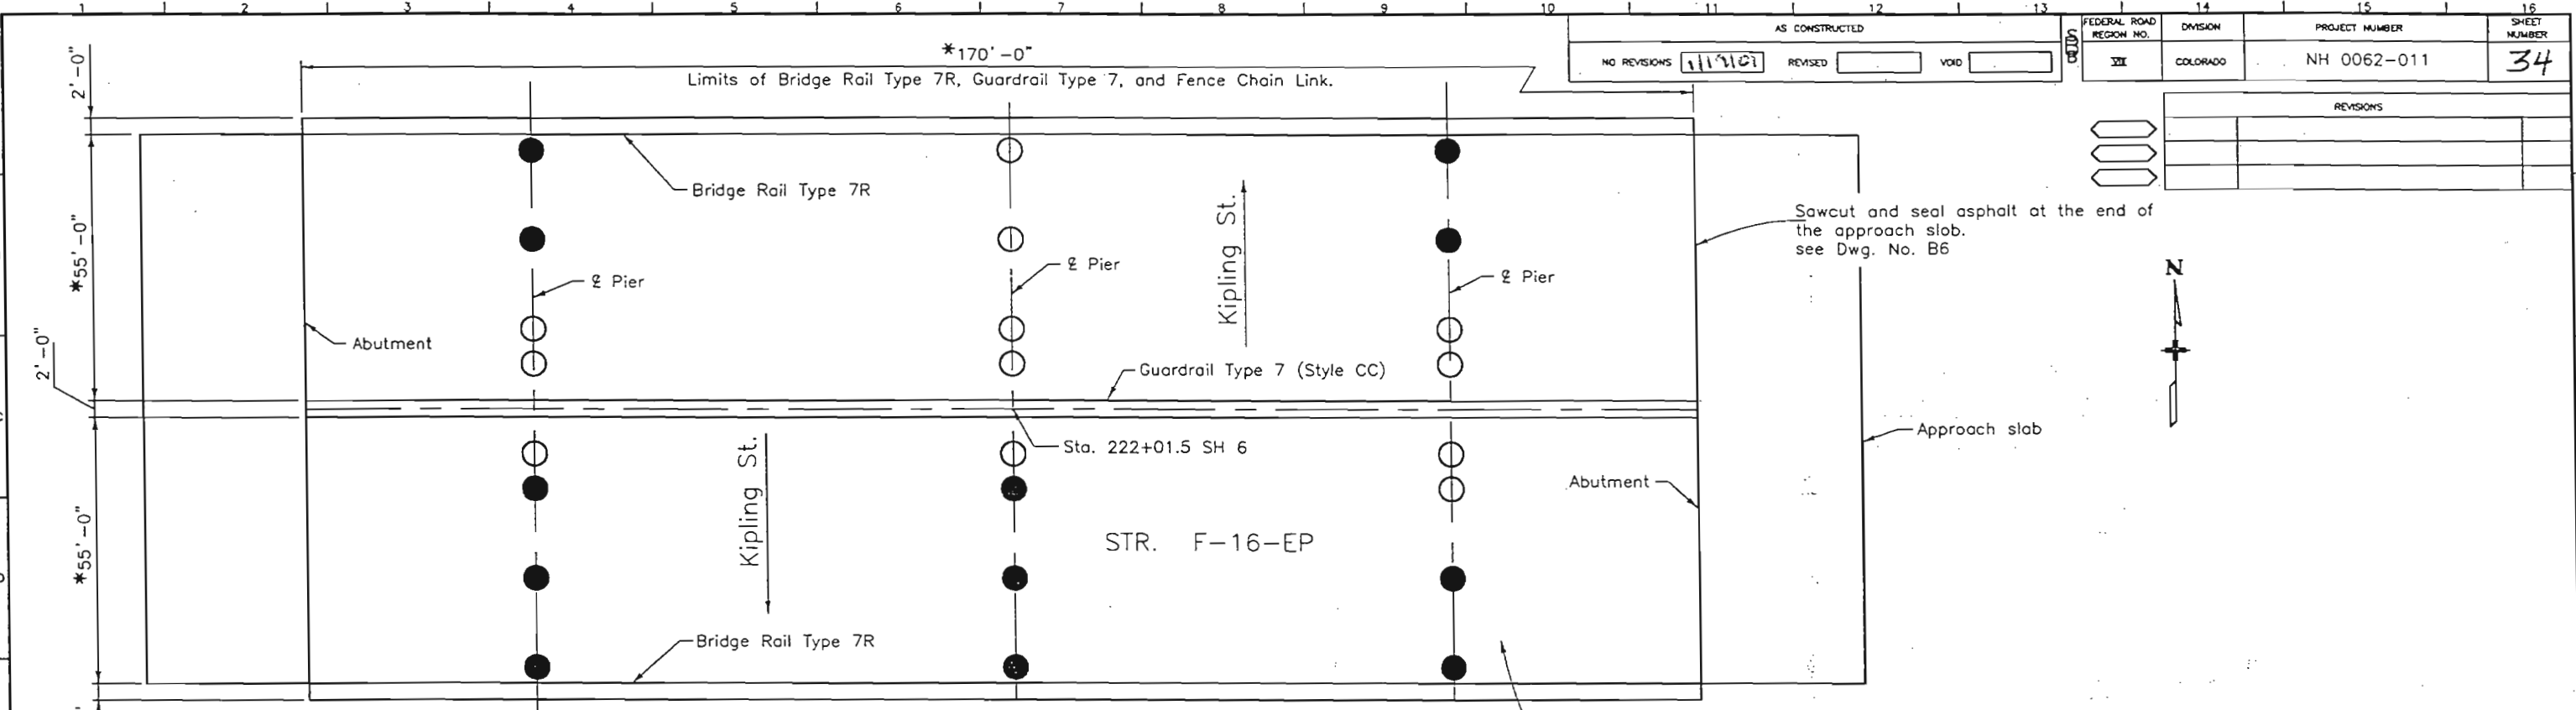 1 2 3 4 5 6 7 8 9 10 11 12 13 14 15 16
AS CONSTRUCTED
NO REVISIONS 1/19/01 REVISED VOID
FEDERAL ROAD REGION NO.
DIVISION
PROJECT NUMBER
SHEET NUMBER
VII
COLORADO
NH 0062-011
34
REVISIONS
2'-0"
*170'-0"
Limits of Bridge Rail Type 7R, Guardrail Type 7, and Fence Chain Link.
Bridge Rail Type 7R
*55'-0"
Kipling St.
Sawcut and seal asphalt at the end of
the approach slab.
see Dwg. No. B6
N
℄ Pier
℄ Pier
℄ Pier
Abutment
2'-0"
Guardrail Type 7 (Style CC)
Sta. 222+01.5 SH 6
Approach slab
Kipling St.
Abutment
*55'-0"
STR. F-16-EP
Bridge Rail Type 7R